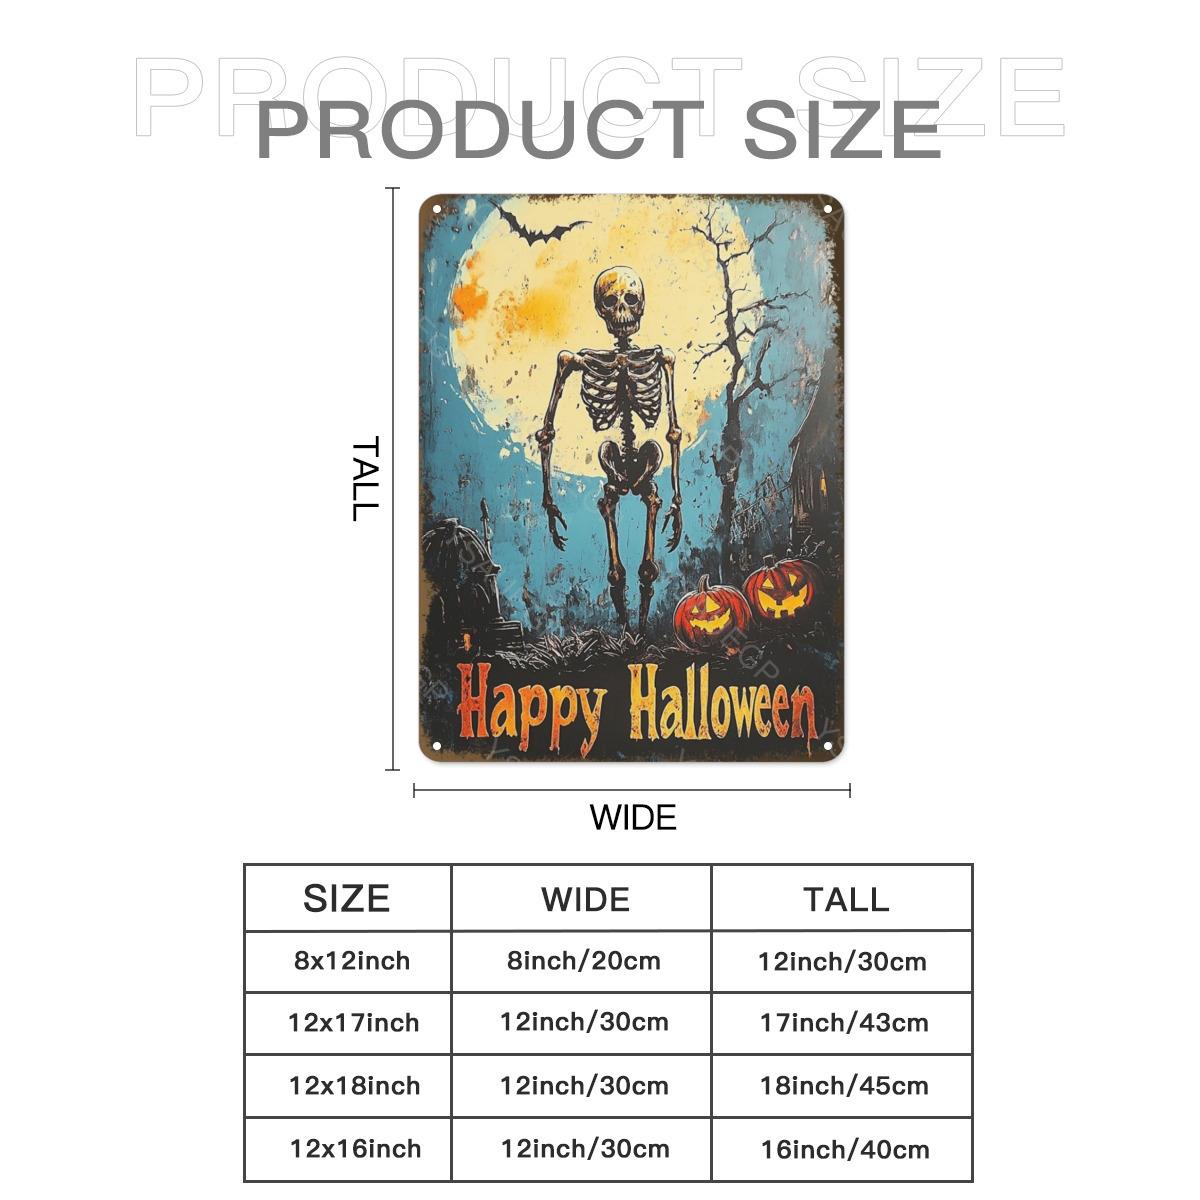 PRODUCT SIZE
PRODUCT SIZE
TALL
Happy Halloween
WIDE
SIZE WIDE TALL
8x12inch 8inch/20cm 12inch/30cm
12x17inch 12inch/30cm 17inch/43cm
12x18inch 12inch/30cm 18inch/45cm
12x16inch 12inch/30cm 16inch/40cm